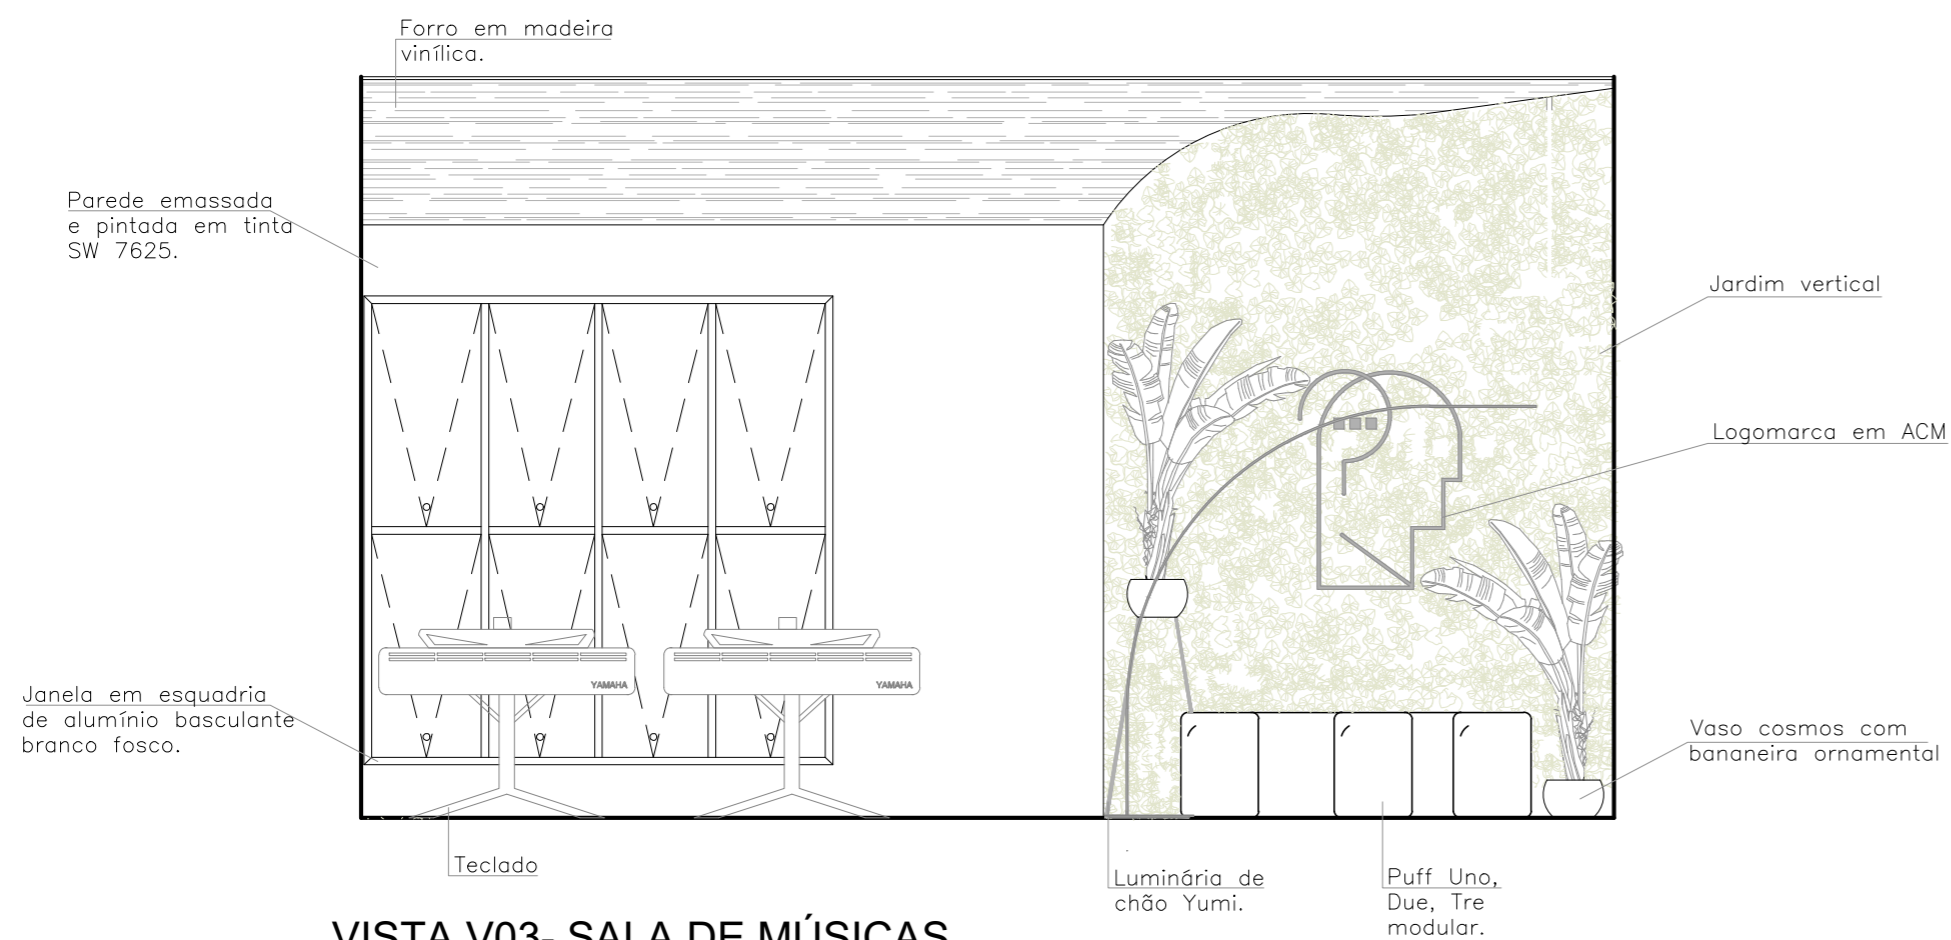 Forro em madeira
vinílica.
Parede emassada
e pintada em tinta
SW 7625.
Jardim vertical
Logomarca em ACM
YAMAHA
YAMAHA
Janela em esquadria
de alumínio basculante
branco fosco.
Vaso cosmos com
bananeira ornamental
Teclado
Luminária de
chão Yumi.
Puff Uno,
Due, Tre
modular.
VISTA V03- SALA DE MÚSICAS